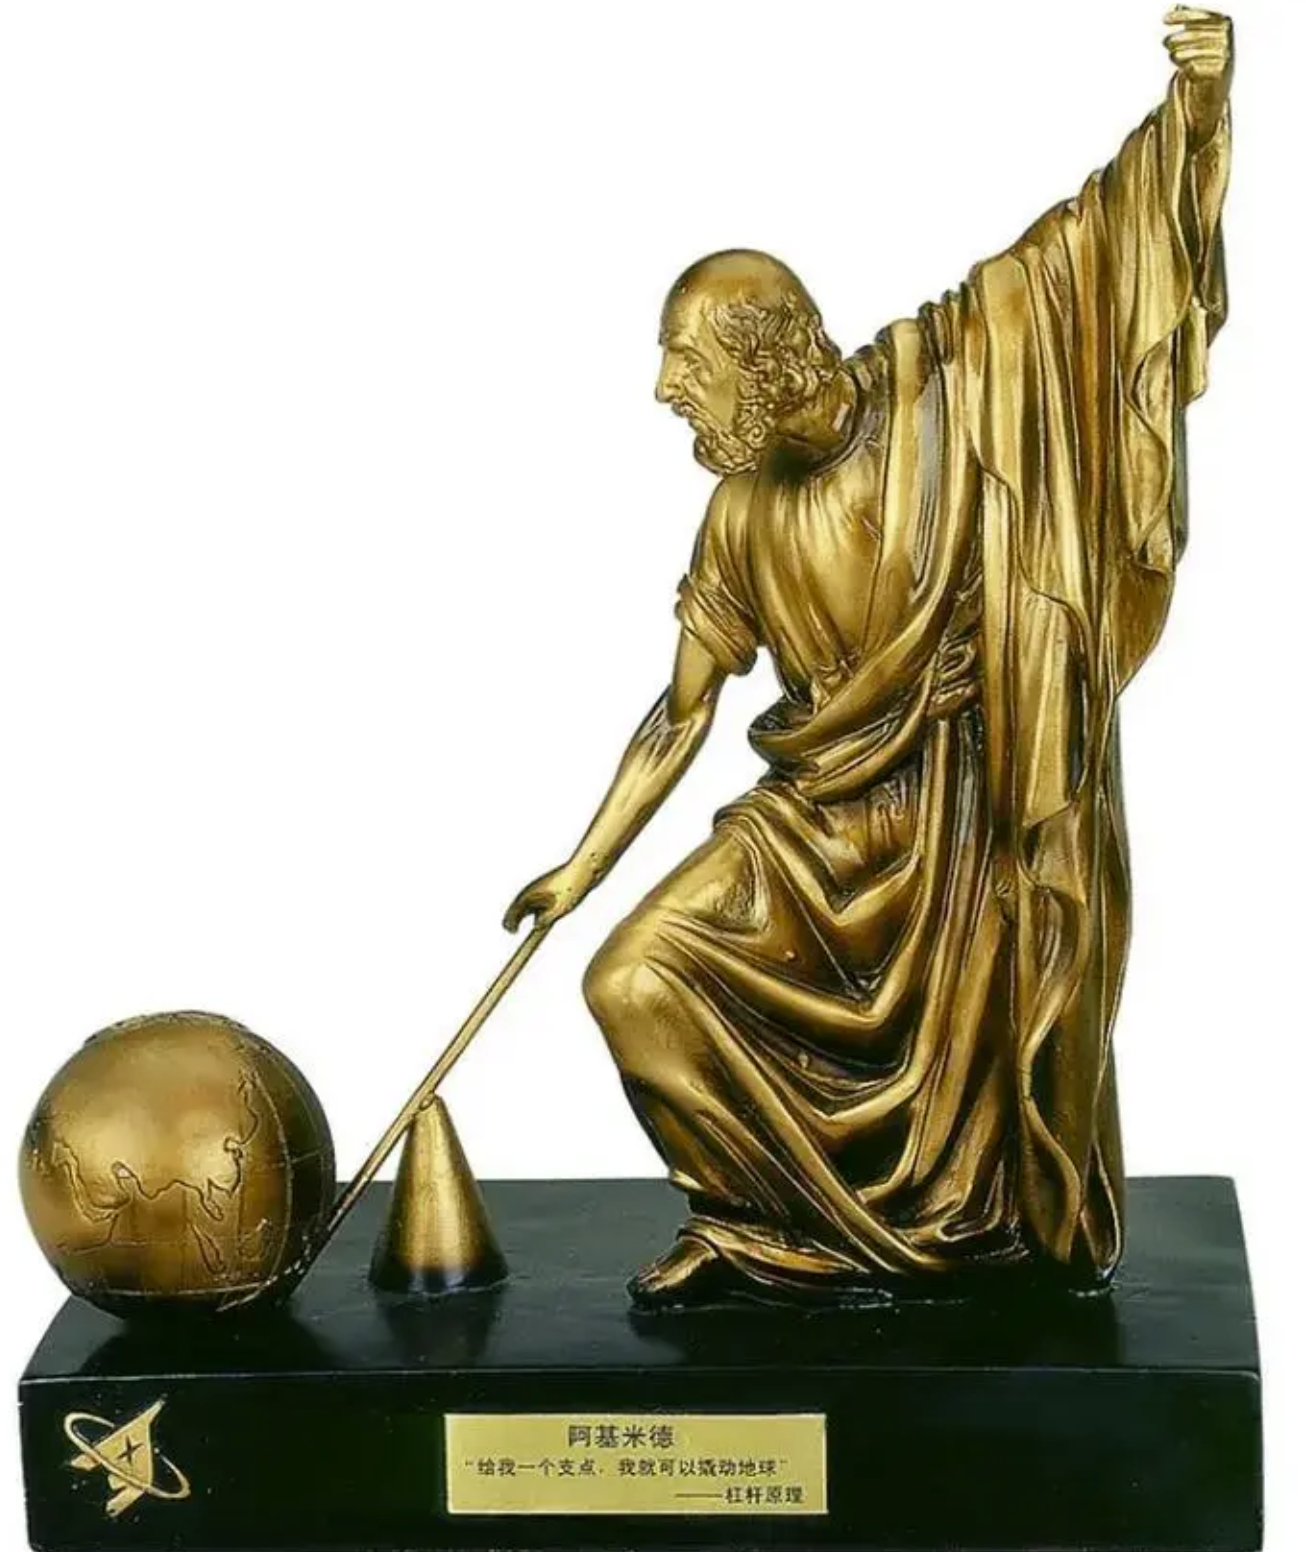 阿基米德
“给我一个支点，我就可以撬动地球”
——杠杆原理